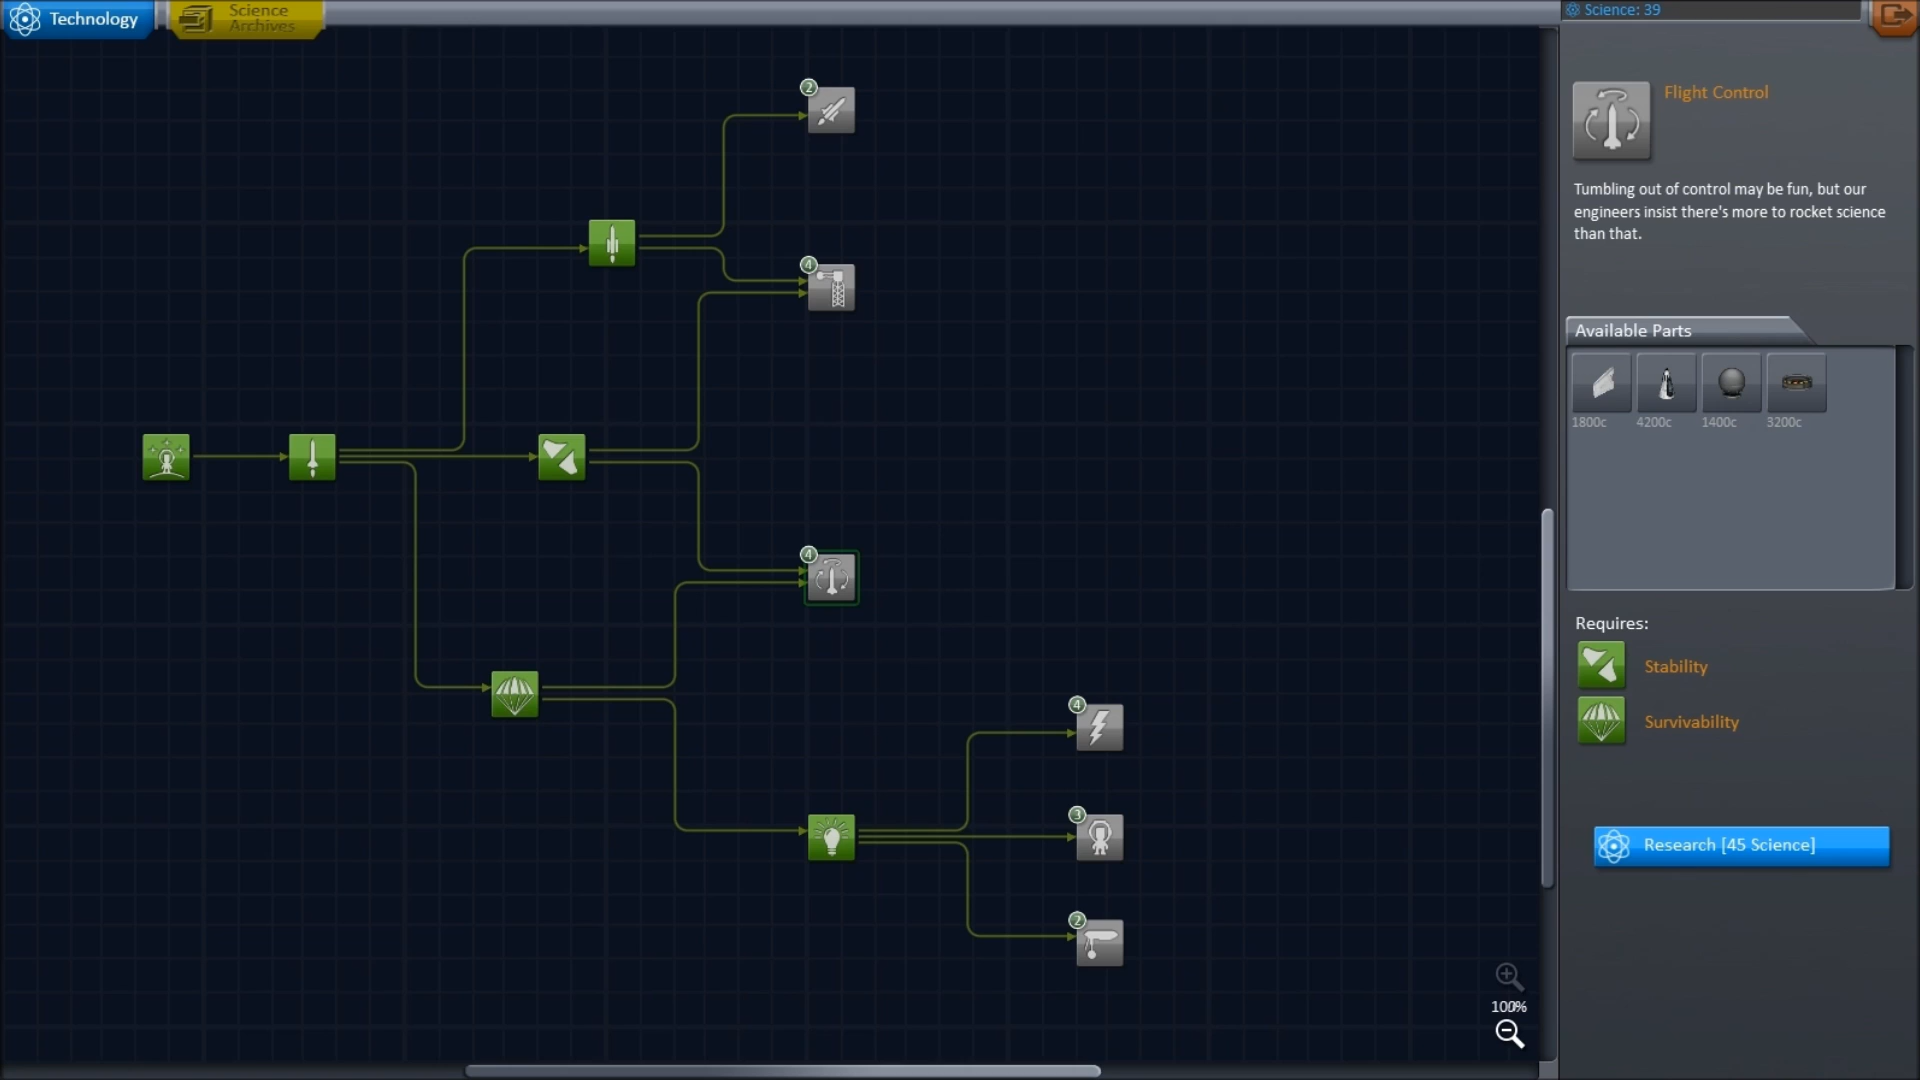 Technology
Science
Archives
Science: 39
Flight Control
Tumbling out of control may be fun, but our
engineers insist there's more to rocket science
than that.
Available Parts
1800c 4200c 1400c 3200c
Requires:
Stability
Survivability
Research [45 Science]
2
4
4
4
3
2
100%